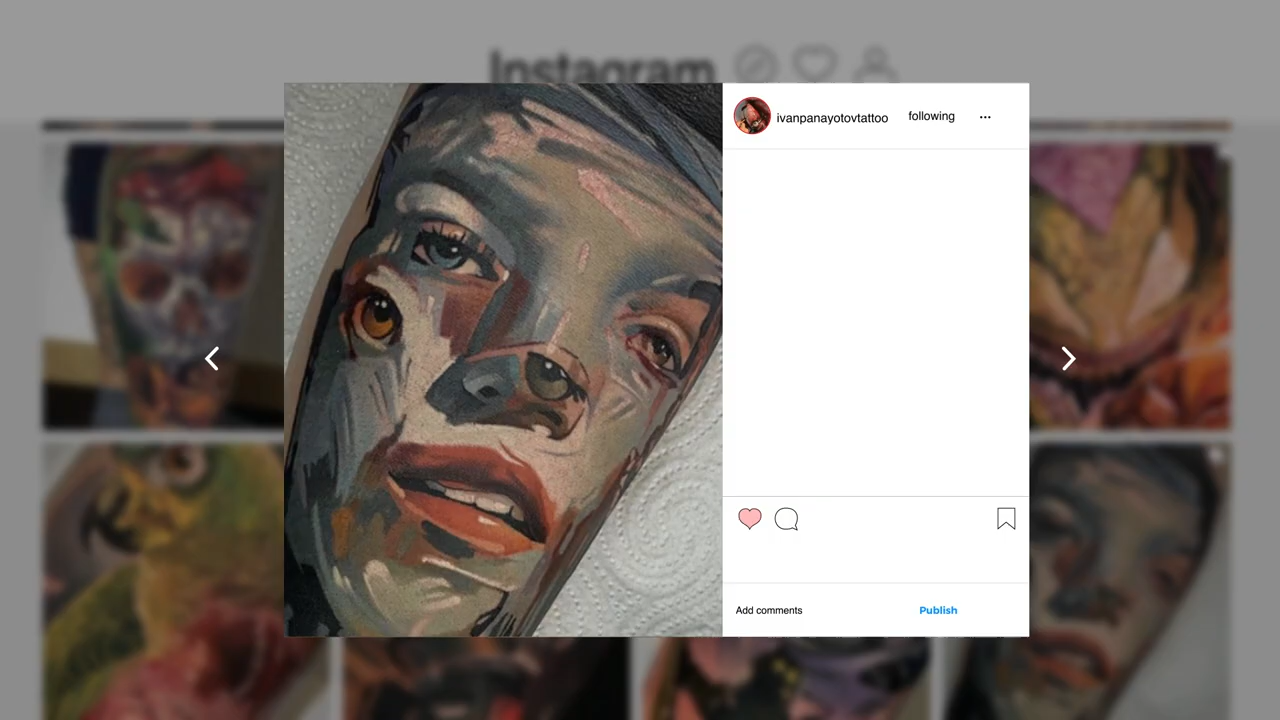 Instagram
ivanpanayotovtattoo
following
Add comments
Publish